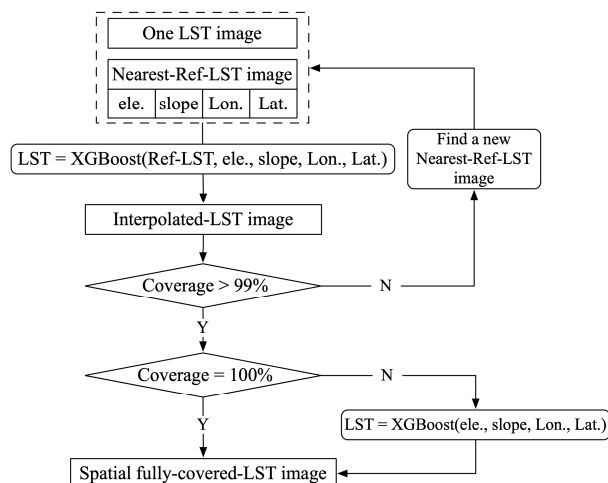 One LST image
Nearest-Ref-LST image
ele. slope Lon. Lat.
LST = XGBoost(Ref-LST, ele., slope, Lon., Lat.)
Find a new
Nearest-Ref-LST
image
Interpolated-LST image
Coverage > 99%
N
Y
Coverage = 100%
N
Y
LST = XGBoost(ele., slope, Lon., Lat.)
Spatial fully-covered-LST image